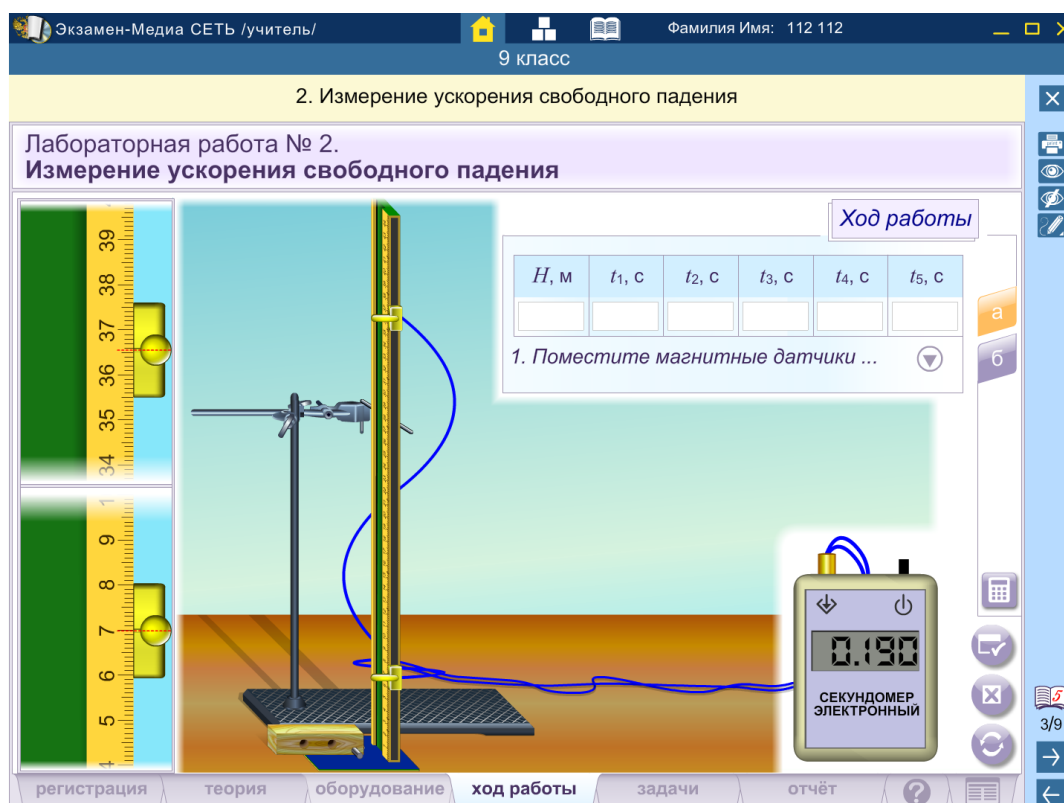 Экзамен-Медиа СЕТЬ /учитель/
Фамилия Имя: 112 112
9 класс
2. Измерение ускорения свободного падения
Лабораторная работа № 2.
Измерение ускорения свободного падения
Ход работы
H, м t1, с t2, с t3, с t4, с t5, с
1. Поместите магнитные датчики ...
а
б
39
38
37
36
35
34
9
8
7
6
5
4
0.190
СЕКУНДОМЕР
ЭЛЕКТРОННЫЙ
5
3/9
регистрация теория оборудование ход работы задачи отчёт ?